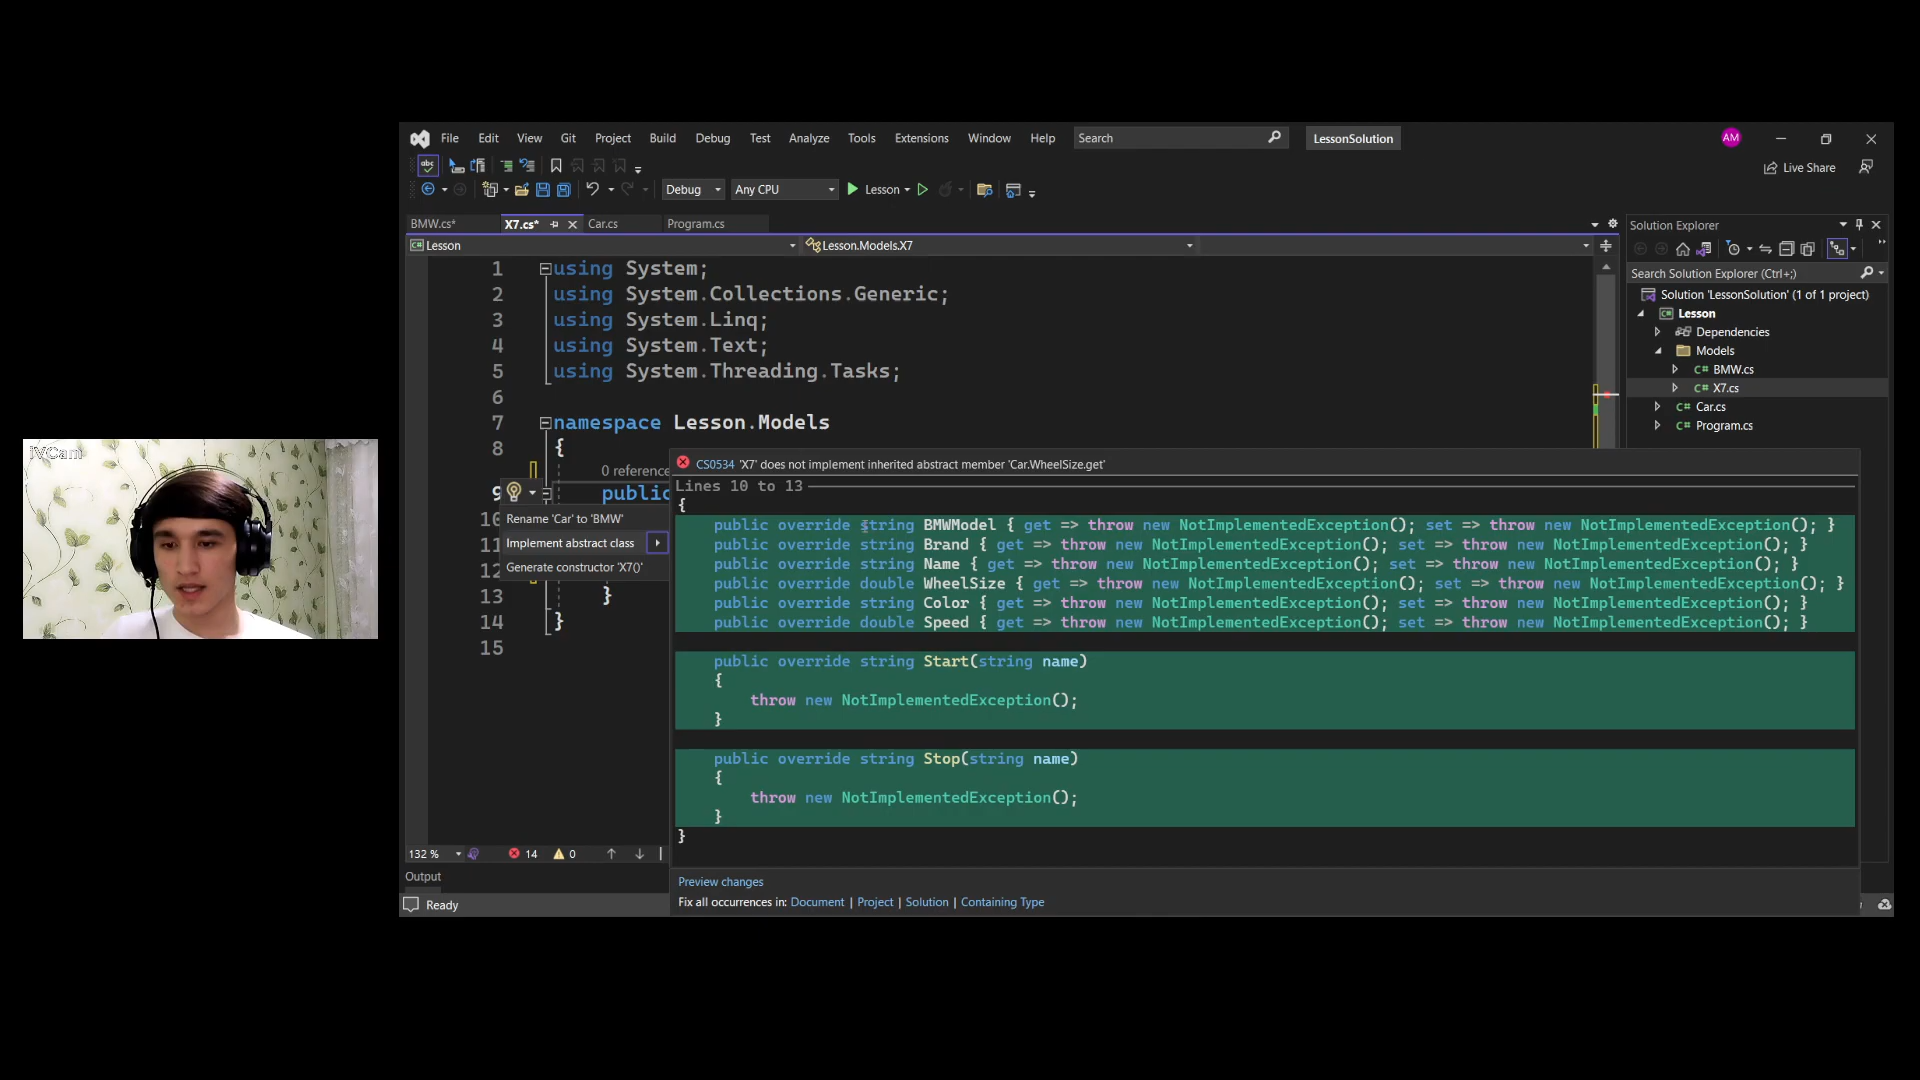 iVCam
File Edit View Git Project Build Debug Test Analyze Tools Extensions Window Help Search LessonSolution AM
Live Share
Debug Any CPU Lesson
BMW.cs* X7.cs* Car.cs Program.cs
Lesson Lesson.Models.X7
1 using System;
2 using System.Collections.Generic;
3 using System.Linq;
4 using System.Text;
5 using System.Threading.Tasks;
6
7 namespace Lesson.Models
8 {
0 reference
9 public
10
11
12
13 }
14 }
15
Rename 'Car' to 'BMW'
Implement abstract class
Generate constructor 'X7()'
CS0534 'X7' does not implement inherited abstract member 'Car.WheelSize.get'
Lines 10 to 13
{
public override string BMWModel { get => throw new NotImplementedException(); set => throw new NotImplementedException(); }
public override string Brand { get => throw new NotImplementedException(); set => throw new NotImplementedException(); }
public override string Name { get => throw new NotImplementedException(); set => throw new NotImplementedException(); }
public override double WheelSize { get => throw new NotImplementedException(); set => throw new NotImplementedException(); }
public override string Color { get => throw new NotImplementedException(); set => throw new NotImplementedException(); }
public override double Speed { get => throw new NotImplementedException(); set => throw new NotImplementedException(); }
public override string Start(string name)
{
throw new NotImplementedException();
}
public override string Stop(string name)
{
throw new NotImplementedException();
}
}
Preview changes
Fix all occurrences in: Document | Project | Solution | Containing Type
132 % 14 0
Output
Ready
Solution Explorer
Search Solution Explorer (Ctrl+;)
Solution 'LessonSolution' (1 of 1 project)
Lesson
Dependencies
Models
C# BMW.cs
C# X7.cs
C# Car.cs
C# Program.cs